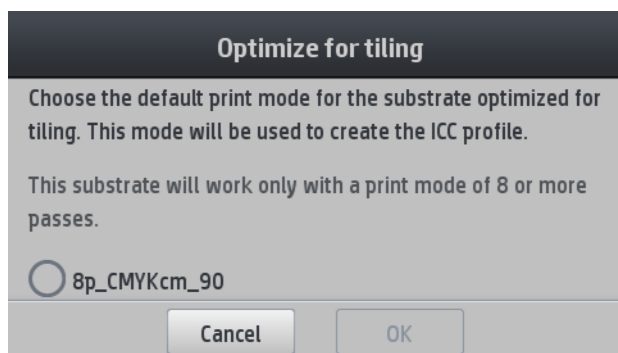 Optimize for tiling
Choose the default print mode for the substrate optimized for
tiling. This mode will be used to create the ICC profile.
This substrate will work only with a print mode of 8 or more
passes.
8p_CMYKcm_90
Cancel
OK